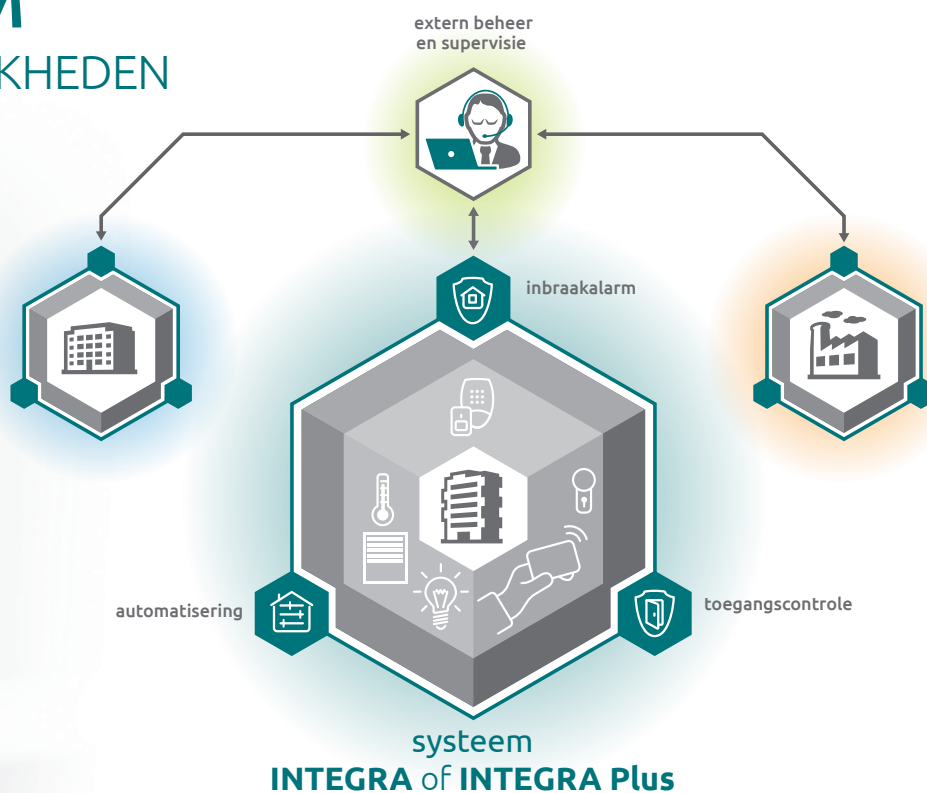 M
KHEDEN
extern beheer
en supervisie
inbraakalarm
automatisering
toegangscontrole
systeem
INTEGRA of INTEGRA Plus